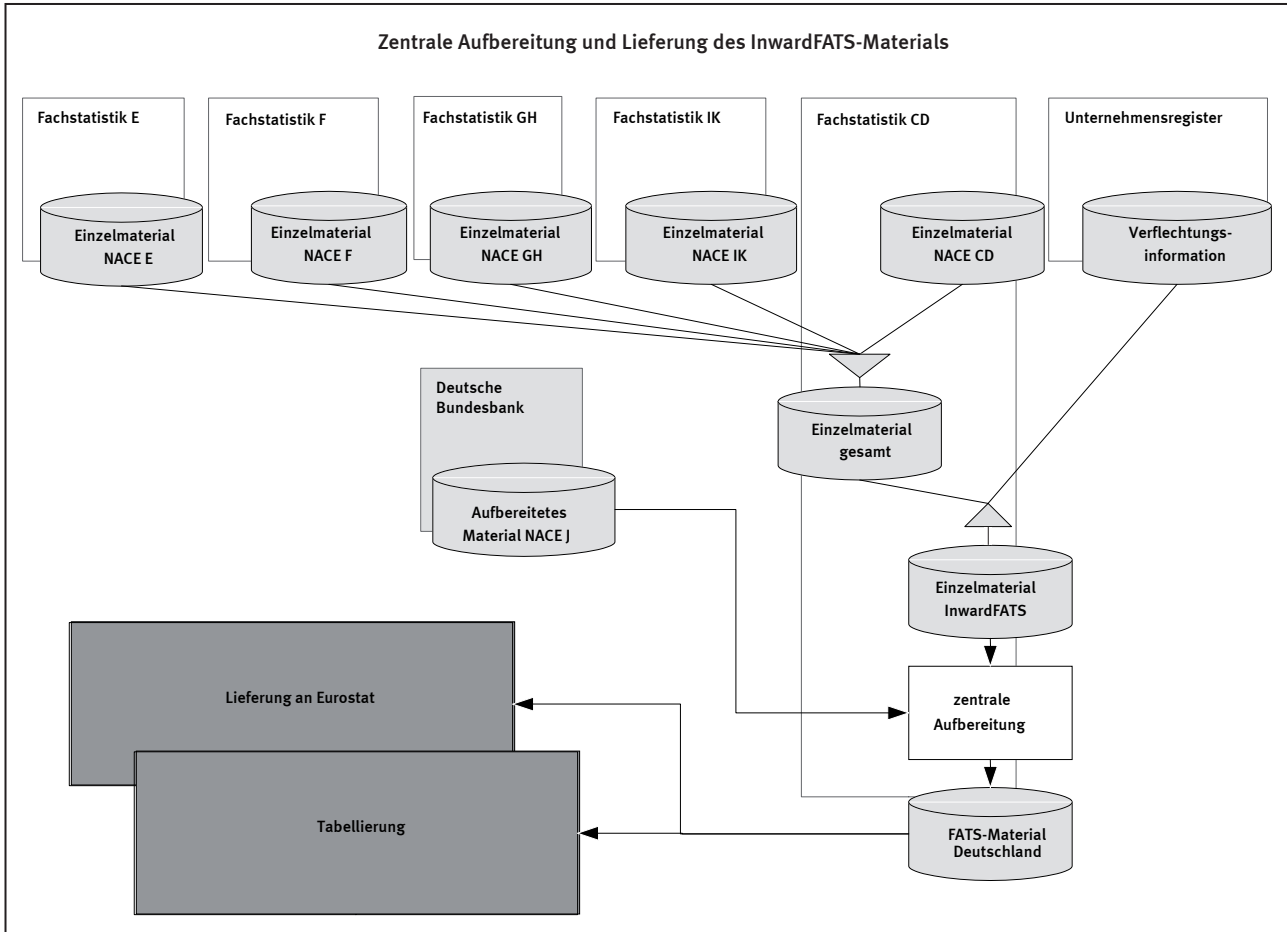 Zentrale Aufbereitung und Lieferung des InwardFATS-Materials
Fachstatistik E
Fachstatistik F
Fachstatistik GH
Fachstatistik IK
Fachstatistik CD
Unternehmensregister
Einzelmaterial
NACE E
Einzelmaterial
NACE F
Einzelmaterial
NACE GH
Einzelmaterial
NACE IK
Einzelmaterial
NACE CD
Verflechtungs-
information
Deutsche
Bundesbank
Einzelmaterial
gesamt
Aufbereitetes
Material NACE J
Einzelmaterial
InwardFATS
Lieferung an Eurostat
zentrale
Aufbereitung
Tabellierung
FATS-Material
Deutschland